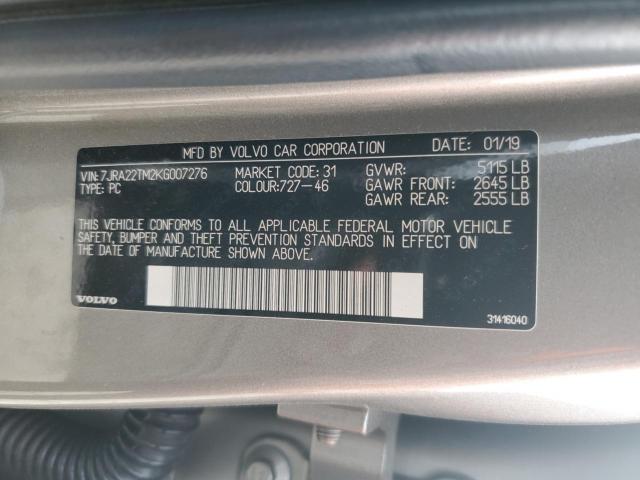 MFD BY VOLVO CAR CORPORATION DATE: 01/19
VIN:7JRA22TM2KG007276 MARKET CODE: 31 GVWR: 5115 LB
TYPE: PC COLOUR:727-46 GAWR FRONT: 2645 LB
GAWR REAR: 2555 LB
THIS VEHICLE CONFORMS TO ALL APPLICABLE FEDERAL MOTOR VEHICLE
SAFETY, BUMPER AND THEFT PREVENTION STANDARDS IN EFFECT ON
THE DATE OF MANUFACTURE SHOWN ABOVE.
VOLVO 31416040